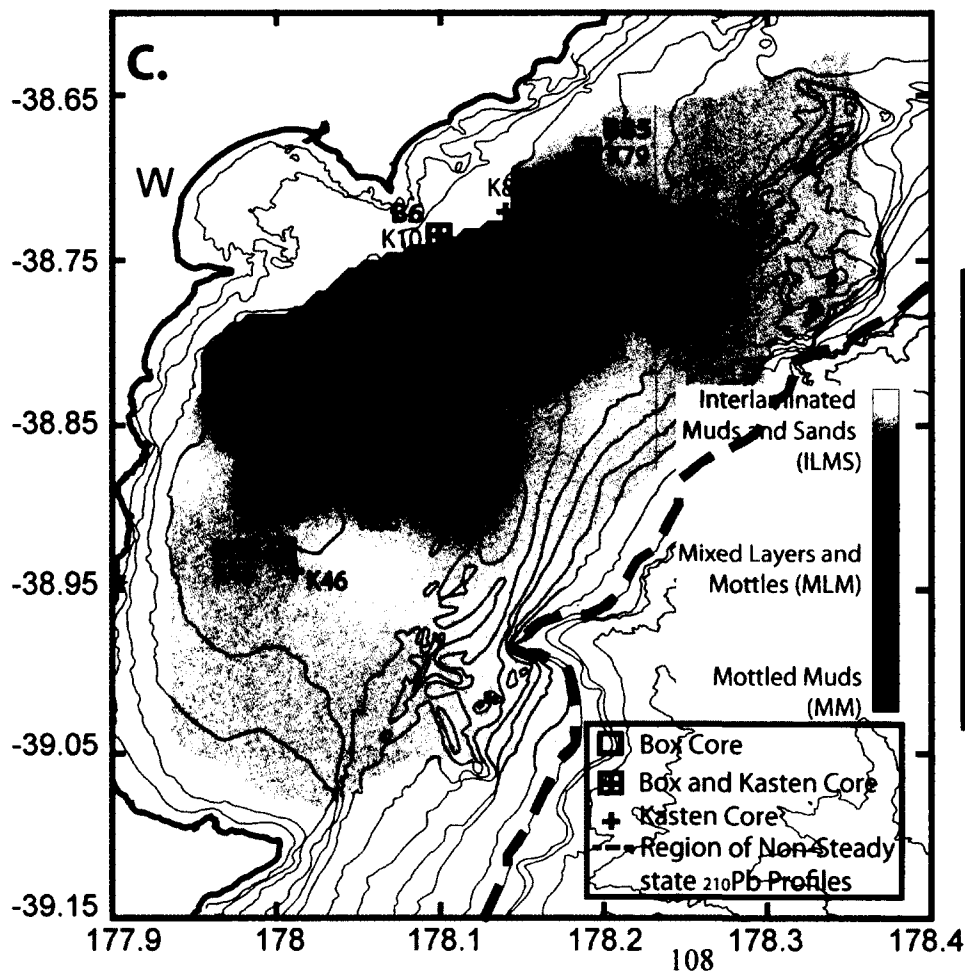 C.
-38.65
-38.75
-38.85
-38.95
-39.05
-39.15
W
B85
K79
B6
K10
K46
Interlaminated
Muds and Sands
(ILMS)
Mixed Layers and
Mottles (MLM)
Mottled Muds
(MM)
Box Core
Box and Kasten Core
Kasten Core
Region of Non-Steady
state 210Pb Profiles
177.9 178 178.1 178.2 178.3 178.4
108